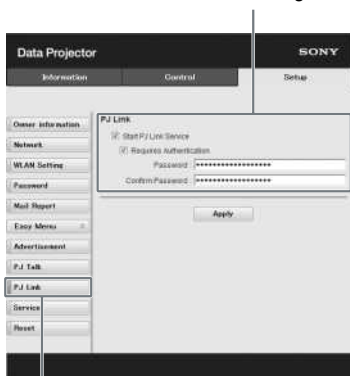 Data Projector
SONY
Information
Control
Setup
Owner information
Network
WLAN Setting
Password
Mail Report
Easy Menu
Advertisement
PJ Talk
PJ Link
Service
Reset
PJ Link
Start PJ Link Service
Requires Authentication
Password
••••••••••••••••••
Confirm Password
••••••••••••••••••
Apply